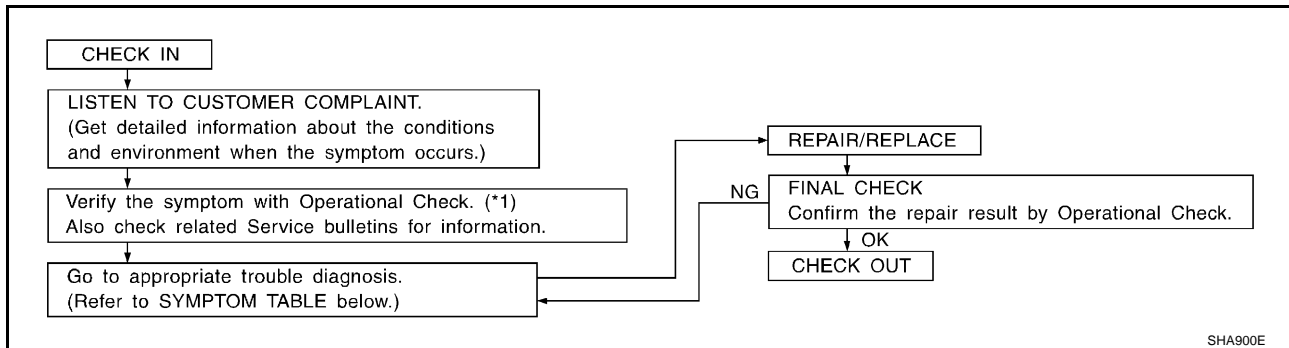 CHECK IN
LISTEN TO CUSTOMER COMPLAINT.
(Get detailed information about the conditions
and environment when the symptom occurs.)
Verify the symptom with Operational Check. (*1)
Also check related Service bulletins for information.
Go to appropriate trouble diagnosis.
(Refer to SYMPTOM TABLE below.)
REPAIR/REPLACE
NG
FINAL CHECK
Confirm the repair result by Operational Check.
OK
CHECK OUT
SHA900E